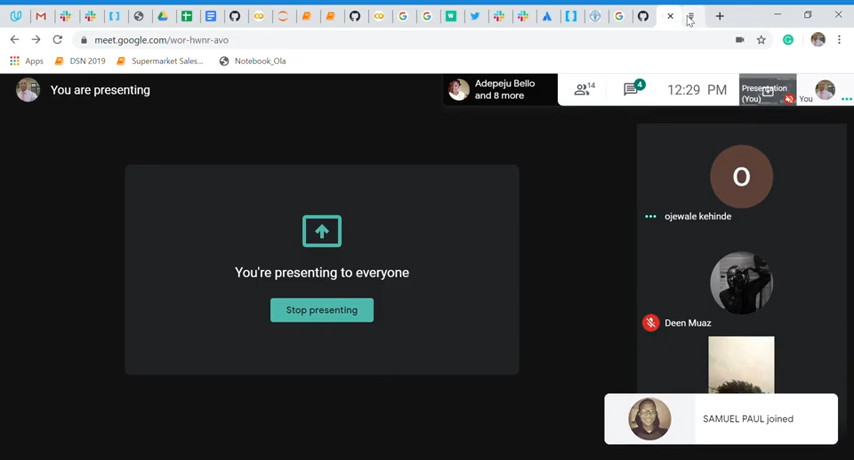 meet.google.com/wor-hwnr-avo
Apps
DSN 2019
Supermarket Sales...
Notebook_Ola
You are presenting
Adepeju Bello
and 8 more
14
4
12:29 PM
Presentation
(You)
You
O
ojewale kehinde
You're presenting to everyone
Stop presenting
Deen Muaz
SAMUEL PAUL joined